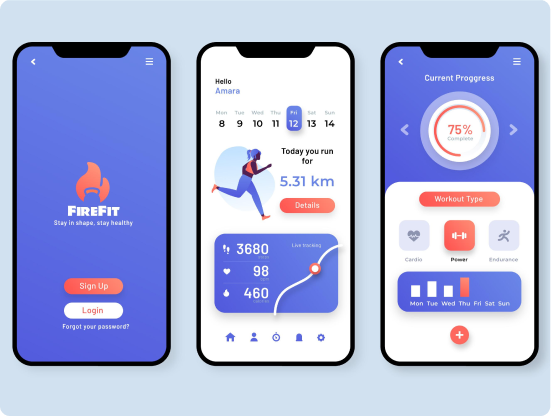 FireFit
Stay in shape, stay healthy
Sign Up
Login
Forgot your password?
Hello
Amara
Mon Tue Wed Thu Fri Sat Sun
8 9 10 11 12 13 14
Today you run
for
5.31 km
Details
3680
Live tracking
98
460
Current Proggress
75%
Complete
Workout Type
Cardio Power Endurance
Mon Tue Wed Thu Fri Sat Sun